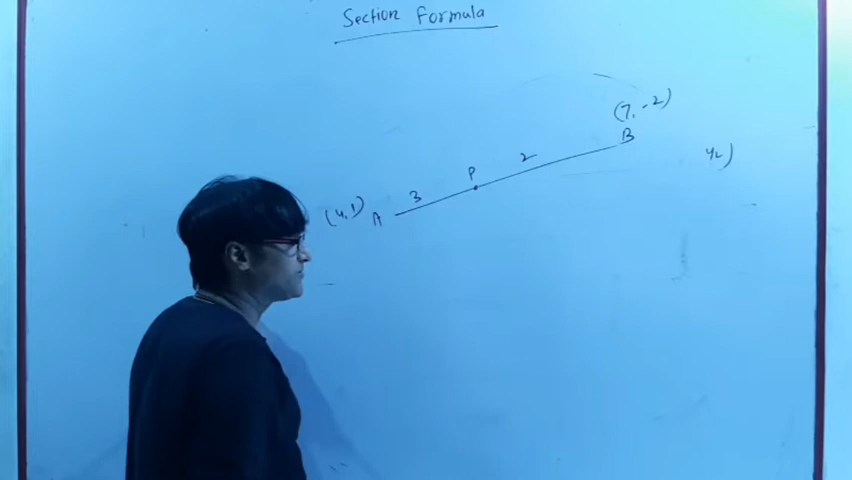 Section Formula
(7, -2)
B
2
y₂)
P
3
(4, 1)
A